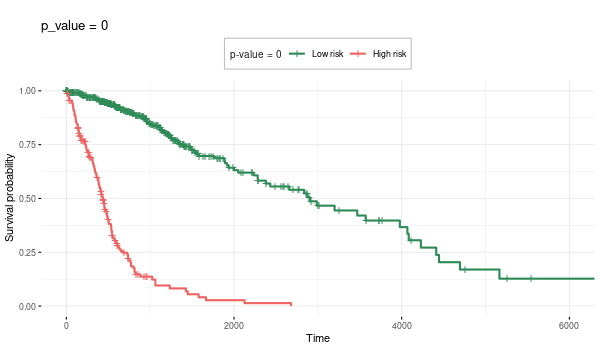 p_value = 0
p-value = 0 Low risk High risk
1.00
0.75
0.50
0.25
0.00
Survival probability
0 2000 4000 6000
Time